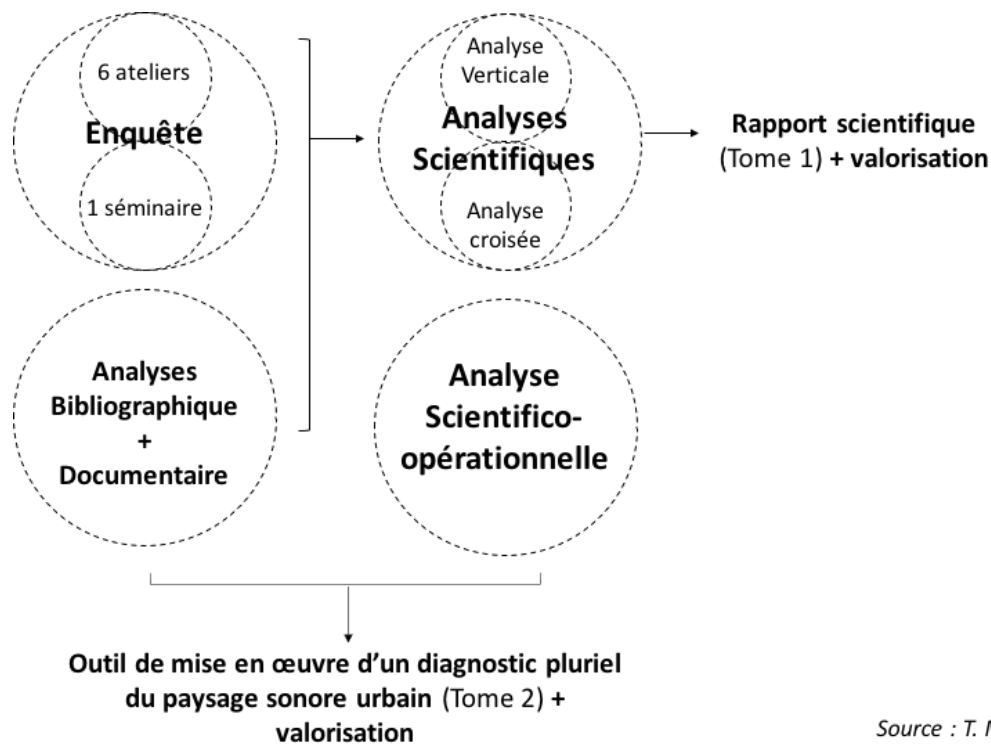 6 ateliers
Enquête
1 séminaire
Analyse
Verticale
Analyses
Scientifiques
Analyse
croisée
Rapport scientifique
(Tome 1) + valorisation
Analyses
Bibliographique
+
Documentaire
Analyse
Scientifico-
opérationnelle
Outil de mise en œuvre d’un diagnostic pluriel
du paysage sonore urbain (Tome 2) +
valorisation
Source : T.